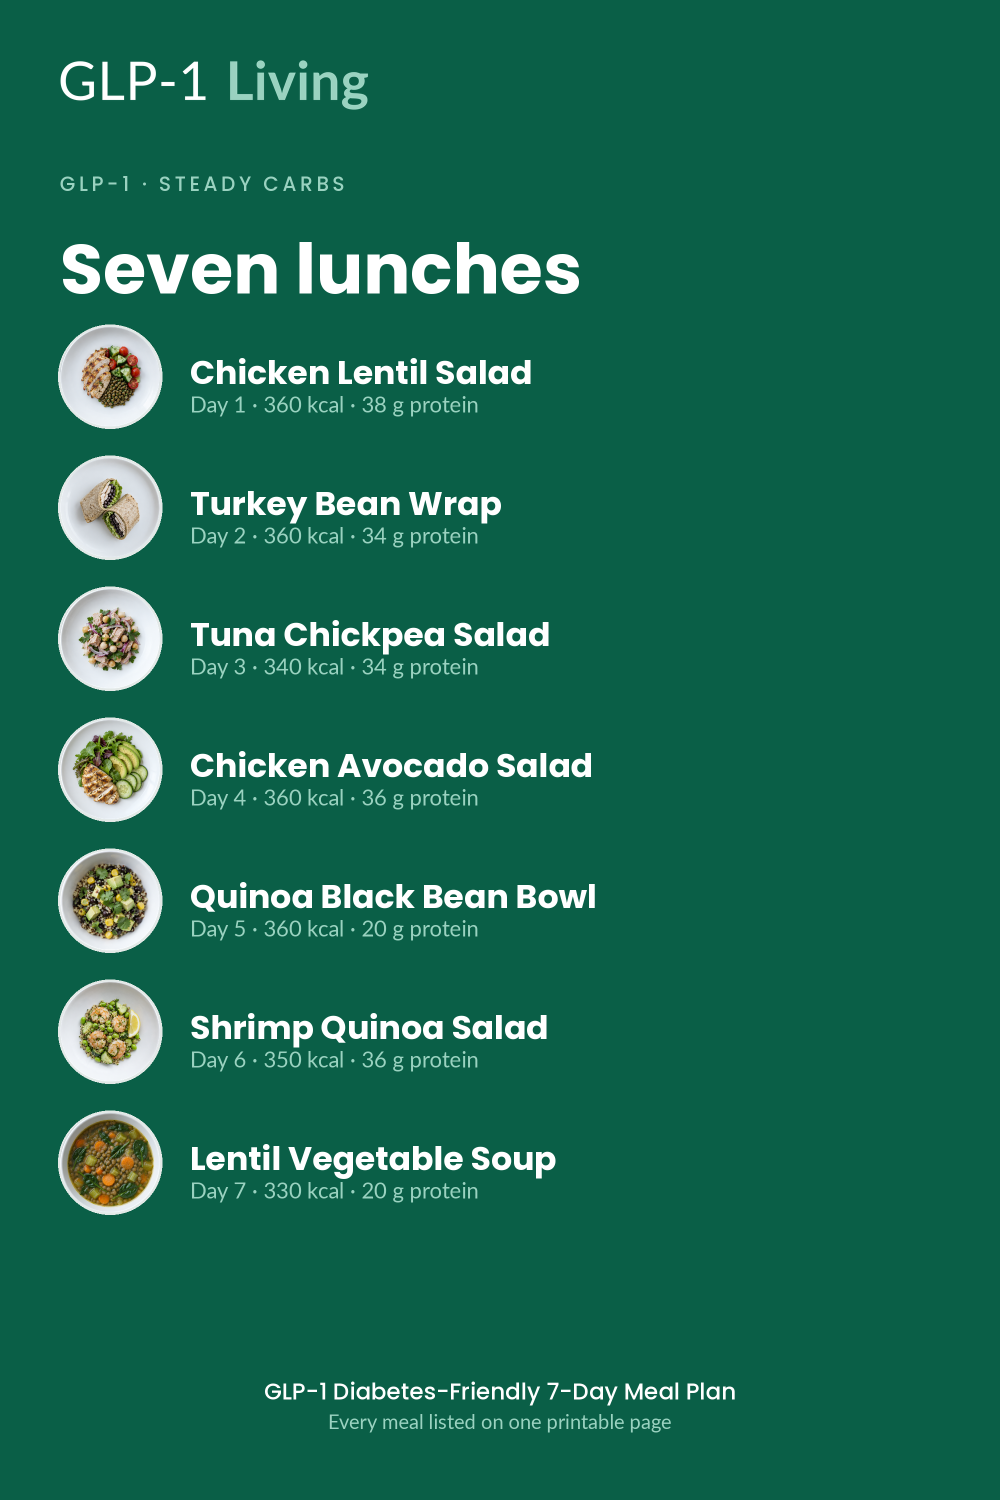 GLP-1 Living
GLP-1 · STEADY CARBS
Seven lunches
Chicken Lentil Salad
Day 1 · 360 kcal · 38 g protein
Turkey Bean Wrap
Day 2 · 360 kcal · 34 g protein
Tuna Chickpea Salad
Day 3 · 340 kcal · 34 g protein
Chicken Avocado Salad
Day 4 · 360 kcal · 36 g protein
Quinoa Black Bean Bowl
Day 5 · 360 kcal · 20 g protein
Shrimp Quinoa Salad
Day 6 · 350 kcal · 36 g protein
Lentil Vegetable Soup
Day 7 · 330 kcal · 20 g protein
GLP-1 Diabetes-Friendly 7-Day Meal Plan
Every meal listed on one printable page